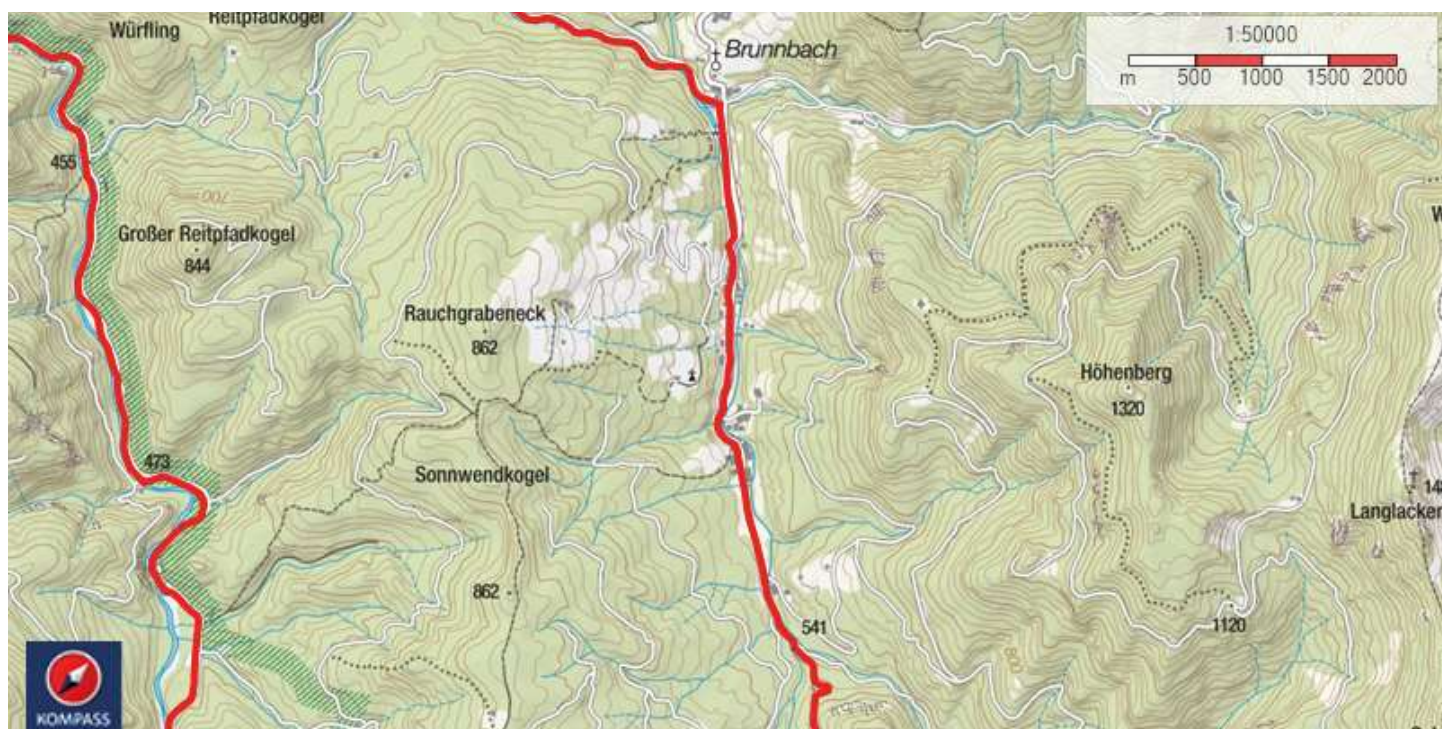 Würfling
Reitpfadkogel
Brunnbach
1:50000
m 500 1000 1500 2000
455
700
Großer Reitpfadkogel
844
Rauchgrabeneck
862
Höhenberg
1320
473
Sonnwendkogel
Langlacken
862
541
1120
800
KOMPASS